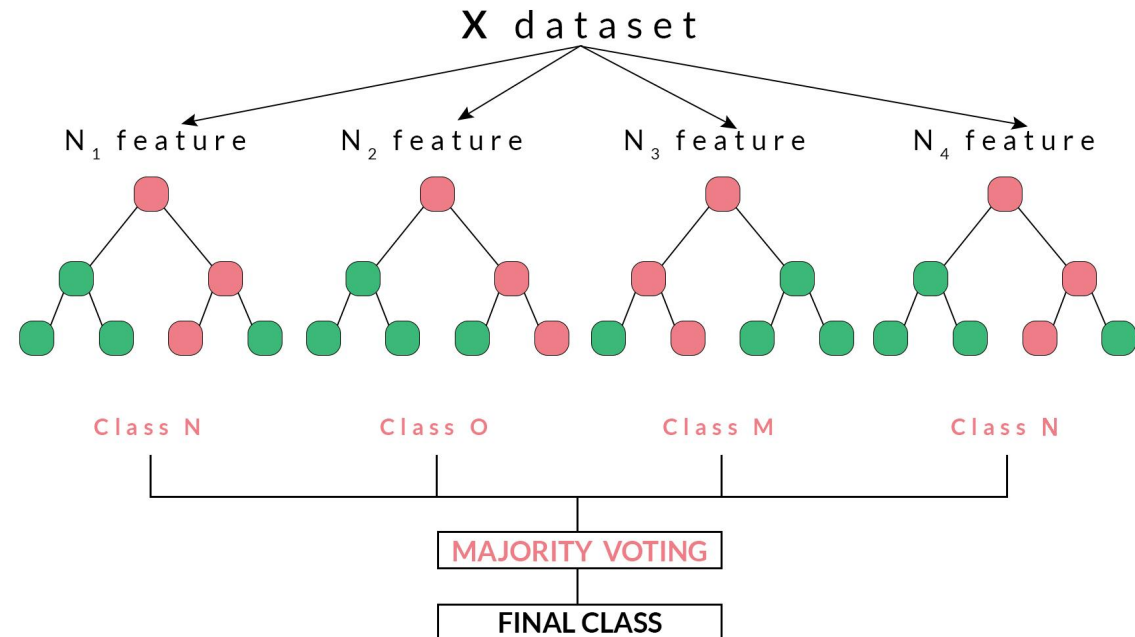 X dataset
N₁ feature N₂ feature N₃ feature N₄ feature
Class N Class O Class M Class N
MAJORITY VOTING
FINAL CLASS